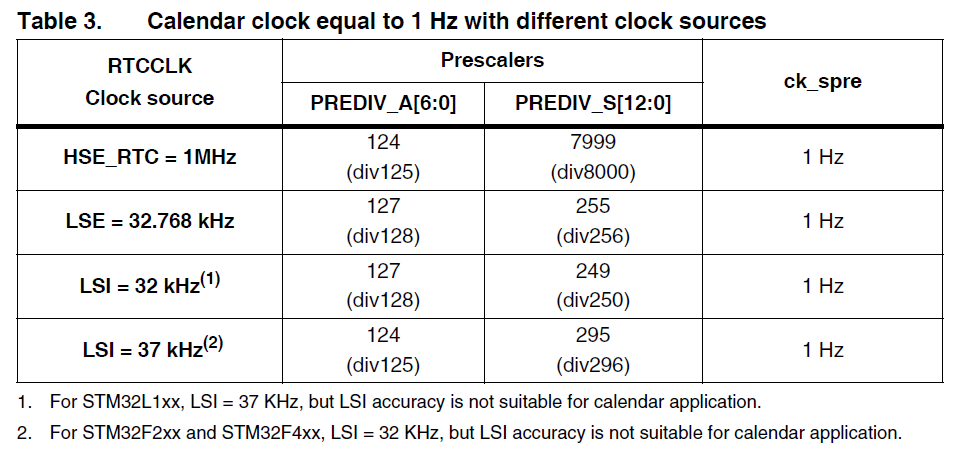 Table 3. Calendar clock equal to 1 Hz with different clock sources
RTCCLK
Clock source
Prescalers
ck_spre
PREDIV_A[6:0] PREDIV_S[12:0]
HSE_RTC = 1MHz 124 (div125) 7999 (div8000) 1 Hz
LSE = 32.768 kHz 127 (div128) 255 (div256) 1 Hz
LSI = 32 kHz(1) 127 (div128) 249 (div250) 1 Hz
LSI = 37 kHz(2) 124 (div125) 295 (div296) 1 Hz
1. For STM32L1xx, LSI = 37 KHz, but LSI accuracy is not suitable for calendar application.
2. For STM32F2xx and STM32F4xx, LSI = 32 KHz, but LSI accuracy is not suitable for calendar application.